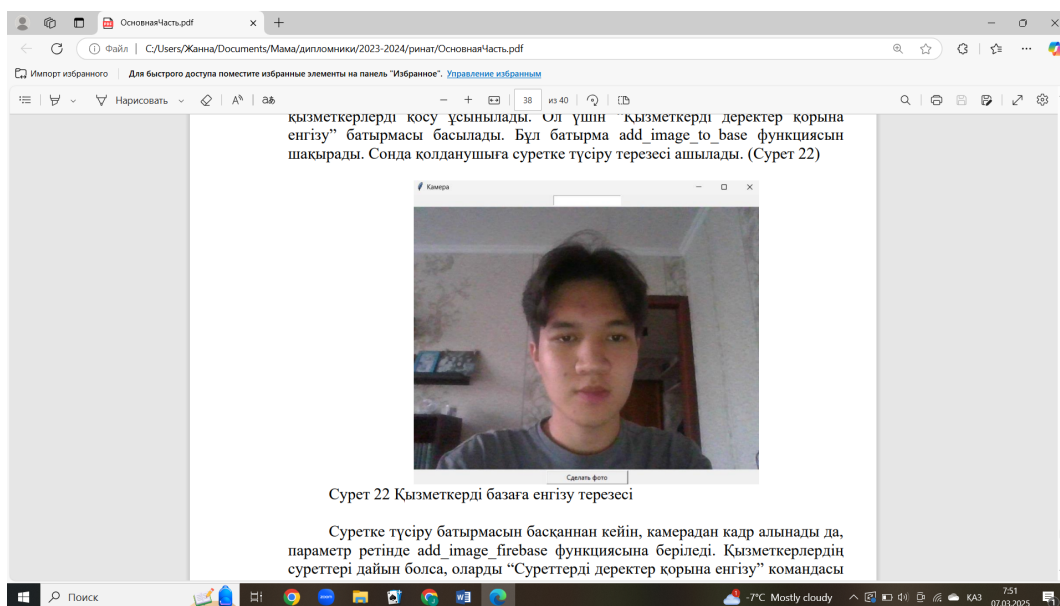 ОсновнаяЧасть.pdf
Файл | C:/Users/Жанна/Documents/Мама/дипломники/2023-2024/ринат/ОсновнаяЧасть.pdf
Импорт избранного Для быстрого доступа поместите избранные элементы на панель "Избранное". Управление избранным
Нарисовать 38 из 40
қызметкерлерді қосу ұсынылады. Ол үшін "Қызметкерді деректер қорына
енгізу” батырмасы басылады. Бұл батырма add_image_to_base функциясын
шақырады. Сонда қолданушыға суретке түсіру терезесі ашылады. (Сурет 22)
Камера
Сделать фото
Сурет 22 Қызметкерді базаға енгізу терезесі
Суретке түсіру батырмасын басқаннан кейін, камерадан кадр алынады да,
параметр ретінде add_image_firebase функциясына беріледі. Қызметкерлердің
суреттері дайын болса, оларды “Суреттерді деректер қорына енгізу” командасы
Поиск -7°C Mostly cloudy КАЗ 7:51
07.03.2025